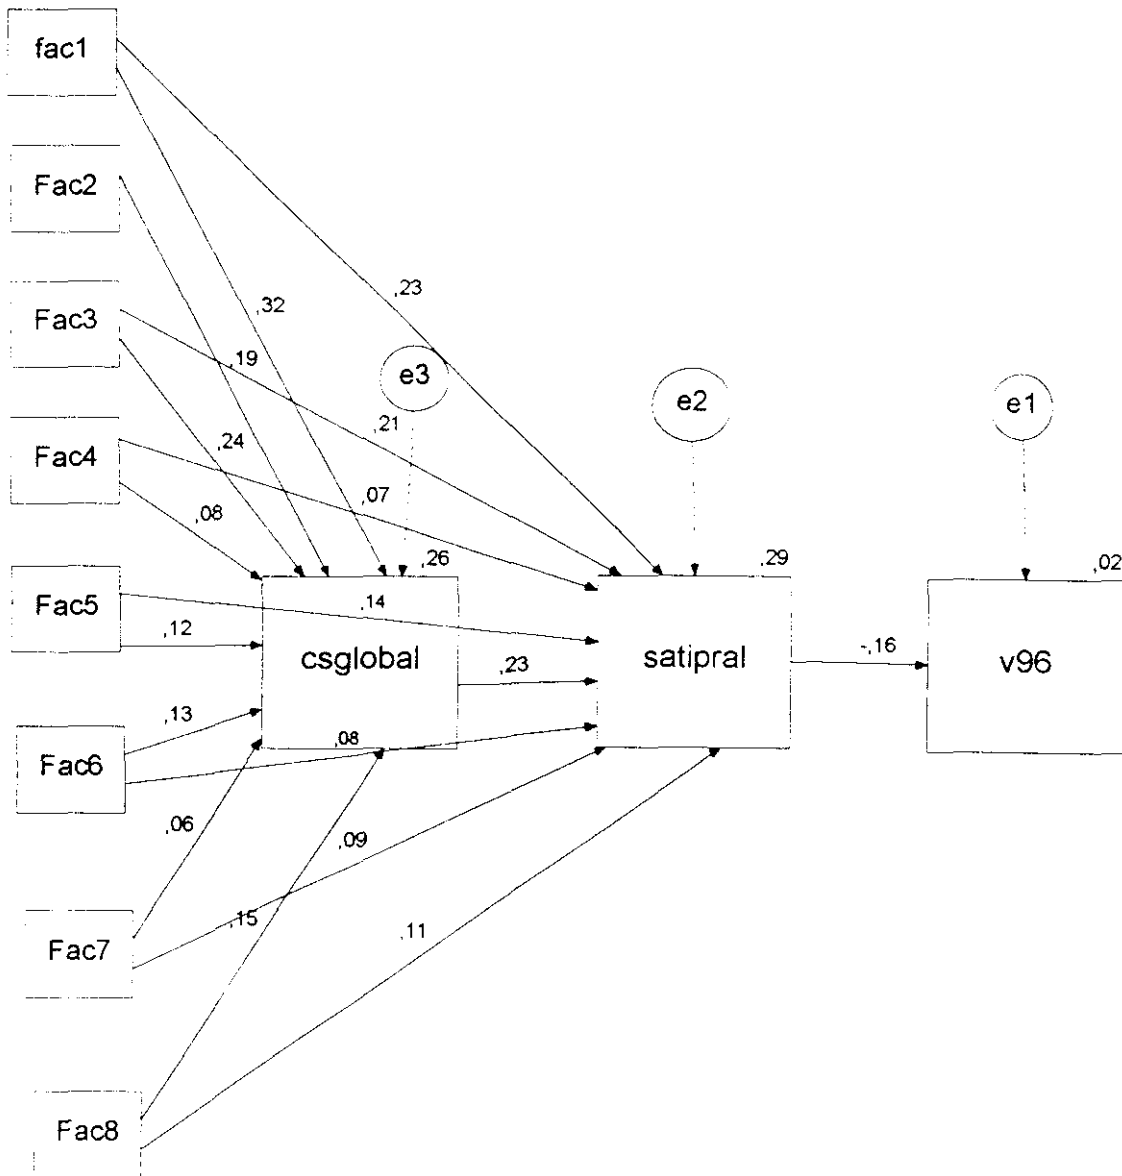 fac1
Fac2
Fac3
,23
,32
e3
,19
e2
e1
,21
Fac4
,24
,07
,08
,26
,29
,02
Fac5
,14
,12
csglobal
,23
satipral
-,16
v96
,13
,08
Fac6
,06
,09
,15
,11
Fac7
Fac8